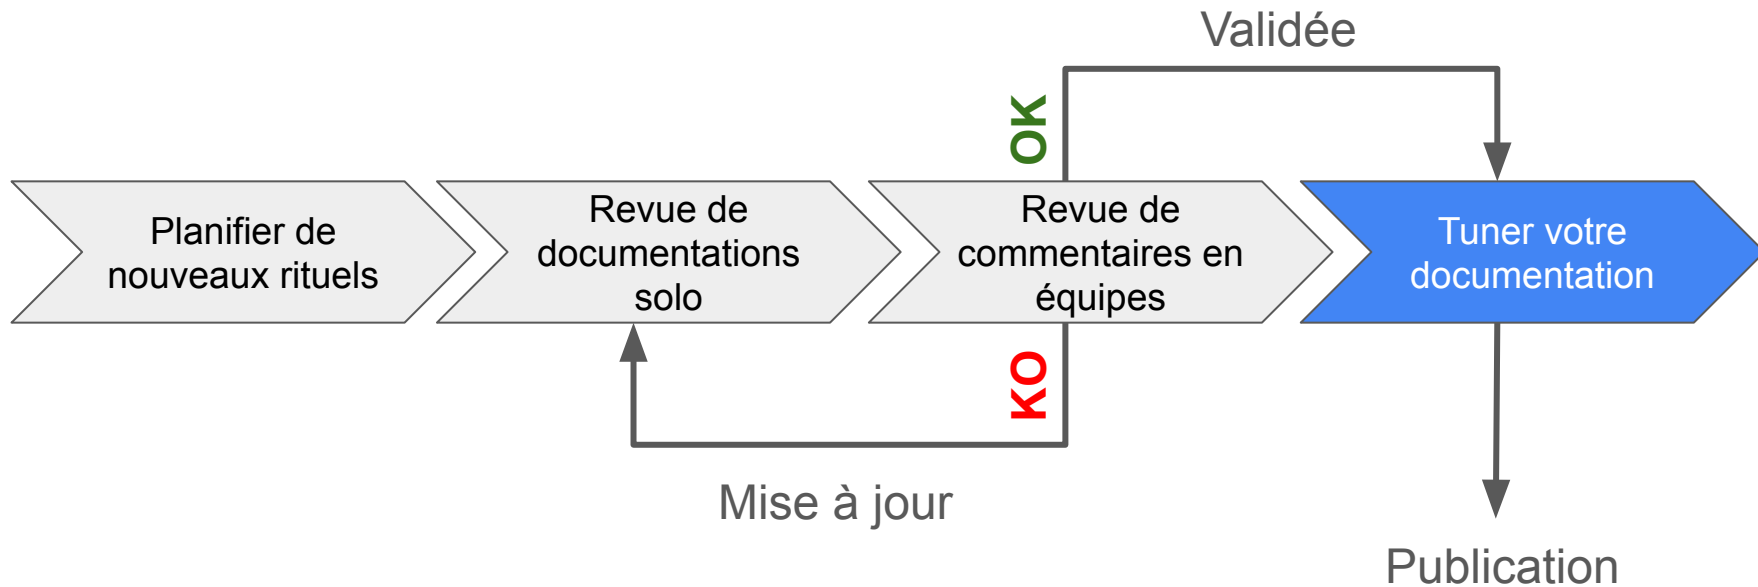 Validée
OK
Planifier de
nouveaux rituels
Revue de
documentations
solo
Revue de
commentaires en
équipes
Tuner votre
documentation
KO
Mise à jour
Publication